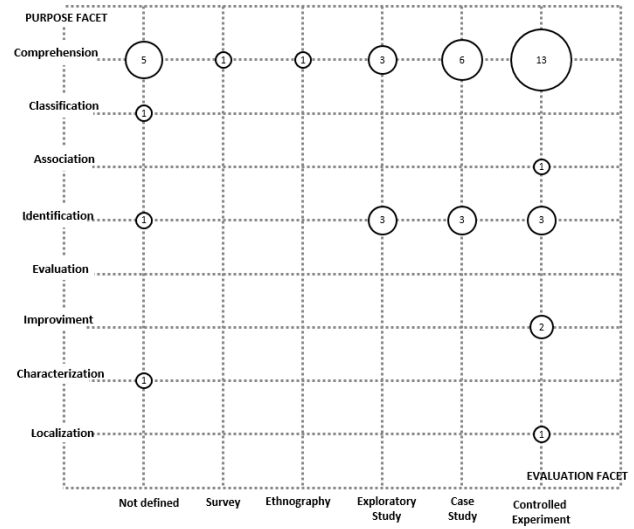 PURPOSE FACET
Comprehension 5 1 1 3 6 13
Classification 1
Association 1
Identification 1 3 3 3
Evaluation
Improviment 2
Characterization 1
Localization 1
EVALUATION FACET
Not defined Survey Ethnography Exploratory Case Controlled
Study Study Experiment